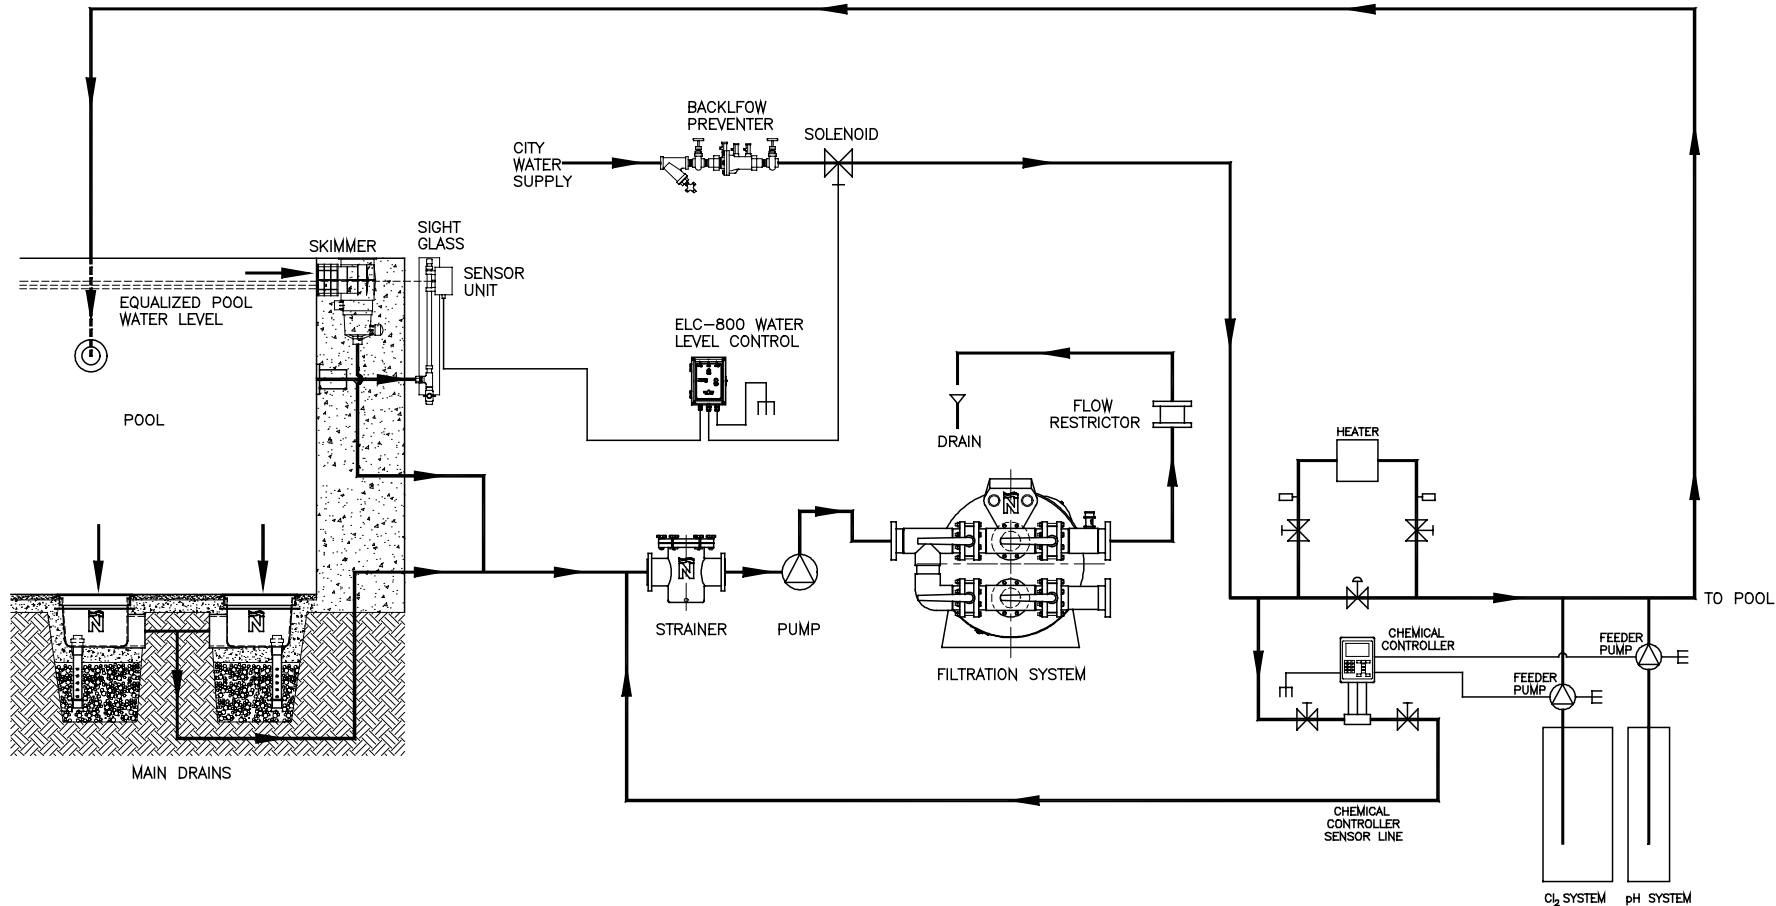 BACKLFOW
PREVENTER
SOLENOID
CITY
WATER
SUPPLY
SIGHT
GLASS
SKIMMER
SENSOR
UNIT
EQUALIZED POOL
WATER LEVEL
ELC-800 WATER
LEVEL CONTROL
POOL
FLOW
RESTRICTOR
DRAIN
HEATER
STRAINER
PUMP
FILTRATION SYSTEM
TO POOL
CHEMICAL
CONTROLLER
FEEDER
PUMP
FEEDER
PUMP
MAIN DRAINS
CHEMICAL
CONTROLLER
SENSOR LINE
Cl₂ SYSTEM
pH SYSTEM
N
N
N
N